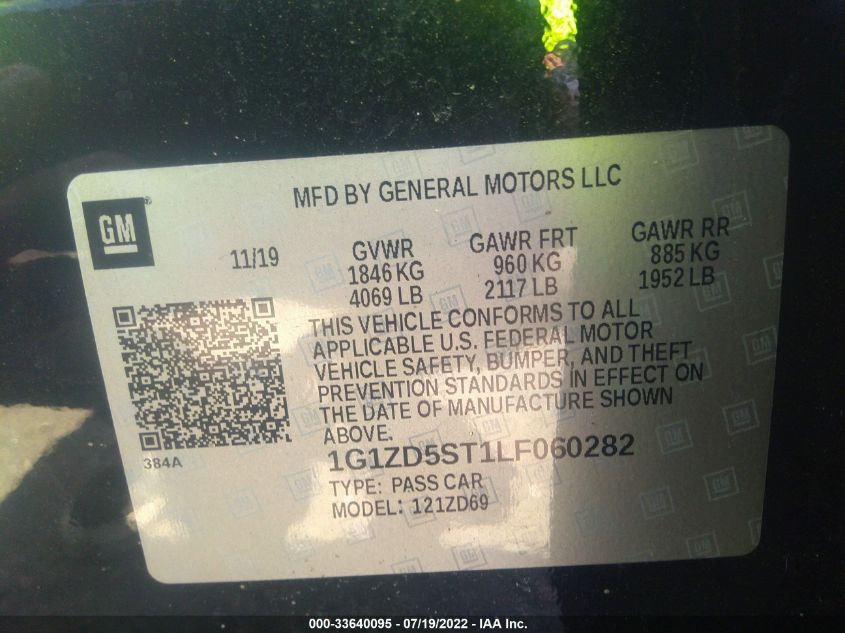 MFD BY GENERAL MOTORS LLC
GM ®
11/19 GVWR GAWR FRT GAWR RR
1846 KG 960 KG 885 KG
4069 LB 2117 LB 1952 LB
THIS VEHICLE CONFORMS TO ALL
APPLICABLE U.S. FEDERAL MOTOR
VEHICLE SAFETY, BUMPER, AND THEFT
PREVENTION STANDARDS IN EFFECT ON
THE DATE OF MANUFACTURE SHOWN
ABOVE.
384A
1G1ZD5ST1LF060282
TYPE: PASS CAR
MODEL: 121ZD69
000-33640095 - 07/19/2022 - IAA Inc.